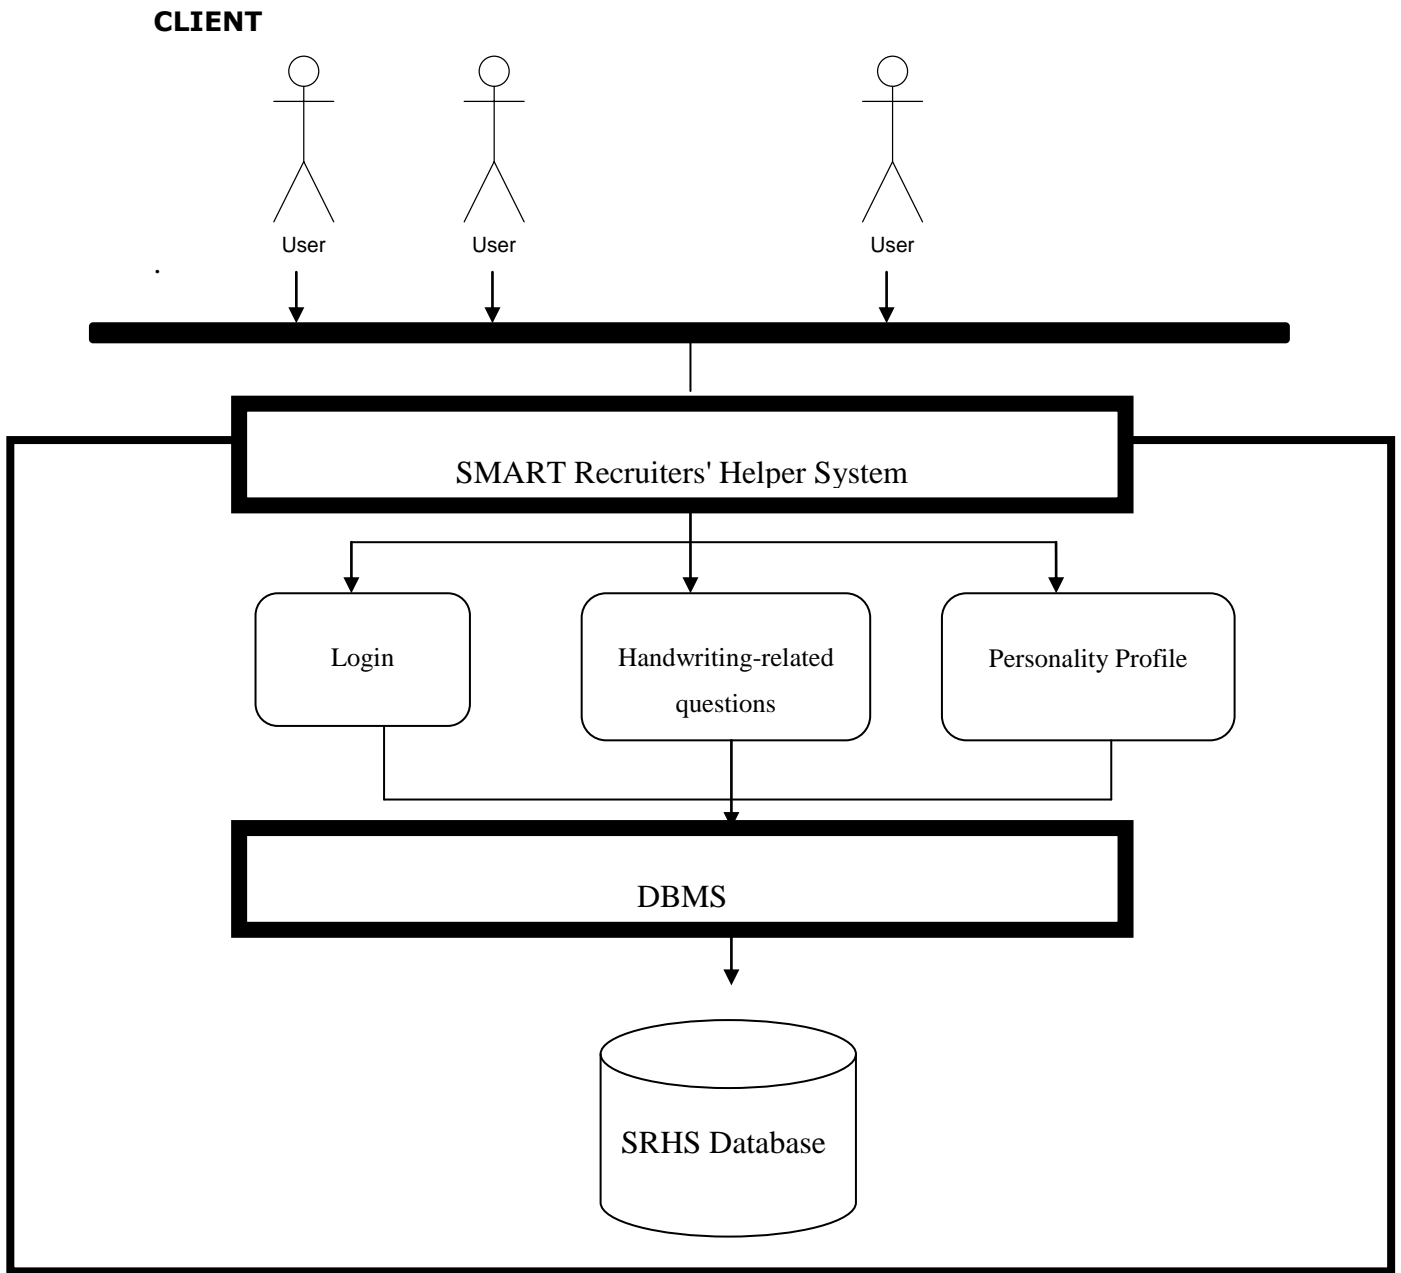 CLIENT
User User User
.
SMART Recruiters' Helper System
Login
Handwriting-related
questions
Personality Profile
DBMS
SRHS Database